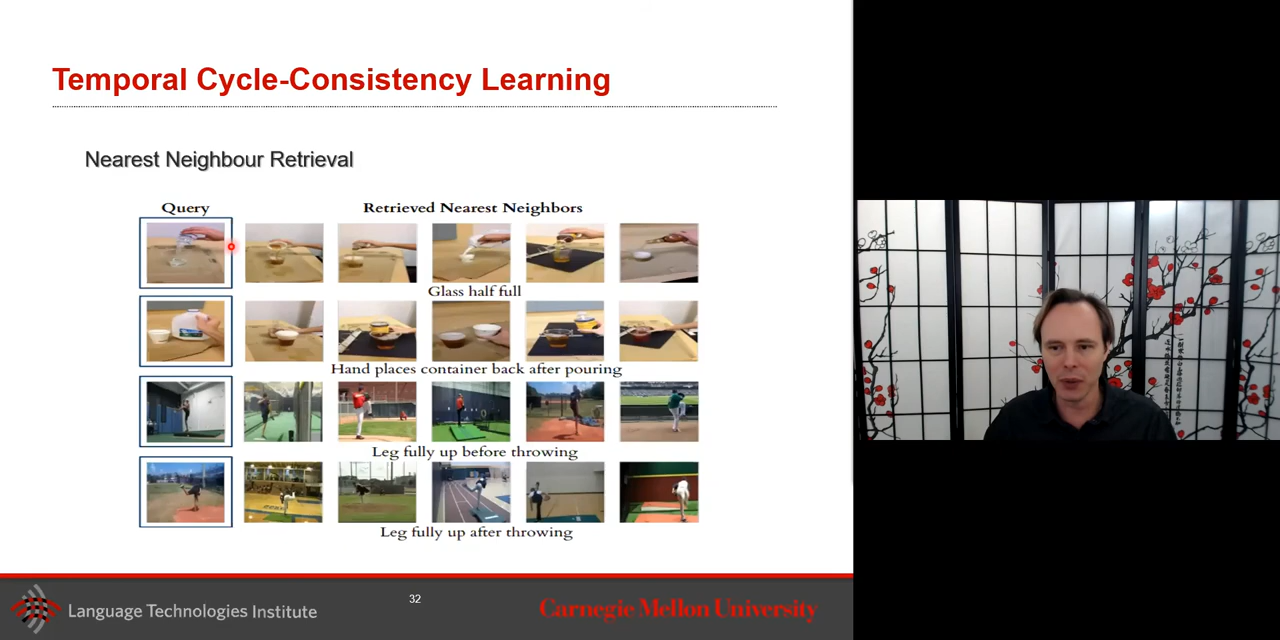 Temporal Cycle-Consistency Learning
Nearest Neighbour Retrieval
Query
Retrieved Nearest Neighbors
Glass half full
Hand places container back after pouring
Leg fully up before throwing
Leg fully up after throwing
Language Technologies Institute
32
Carnegie Mellon University